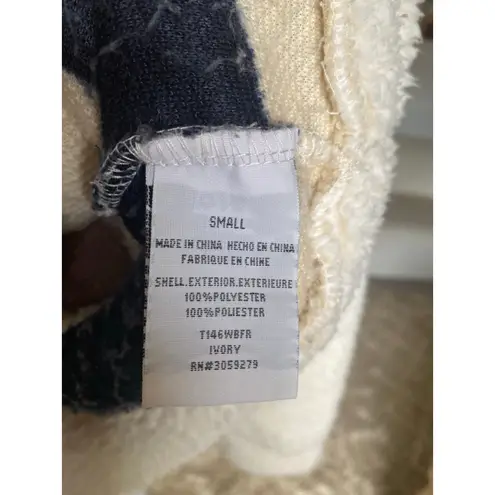 SMALL
MADE IN CHINA HECHO EN CHINA
FABRIQUE EN CHINE
SHELL.EXTERIOR.EXTERIEURE
100%POLYESTER
100%POLIESTER
T146WBFR
IVORY
RN#3059279